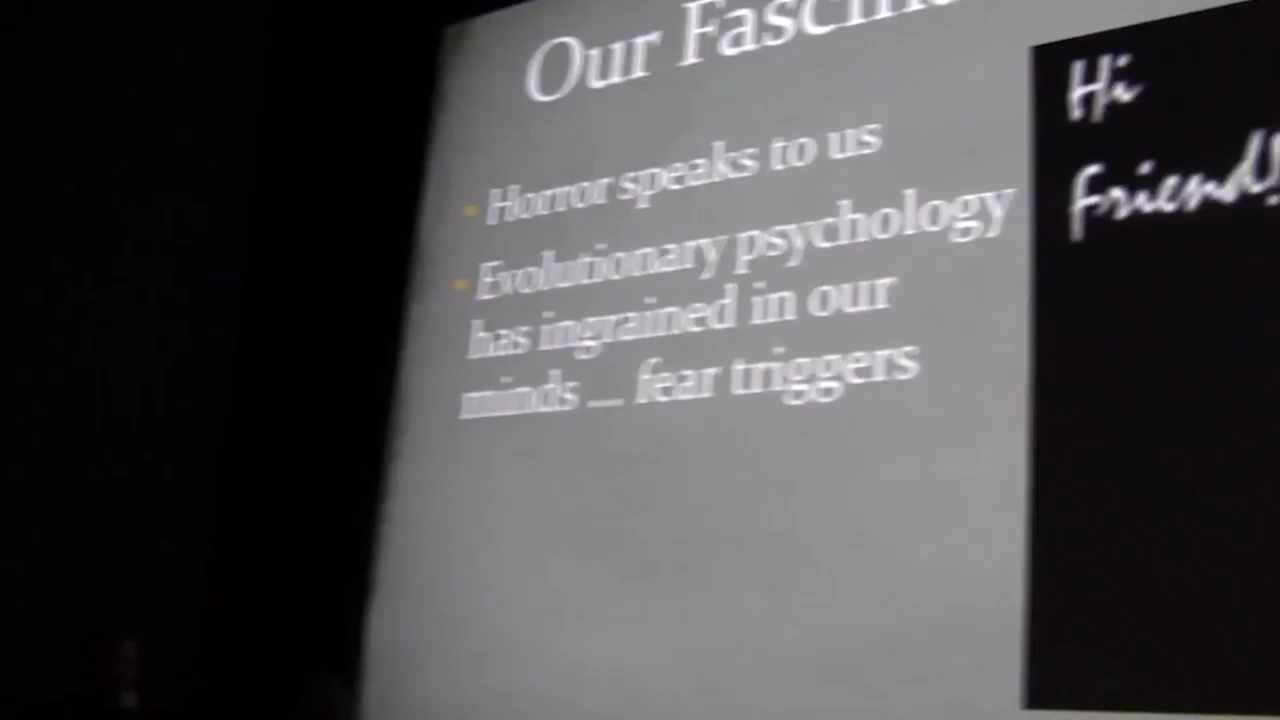 Our Fascin
• Horror speaks to us
• Evolutionary psychology
has ingrained in our
minds ... fear triggers
Hi
Friend!